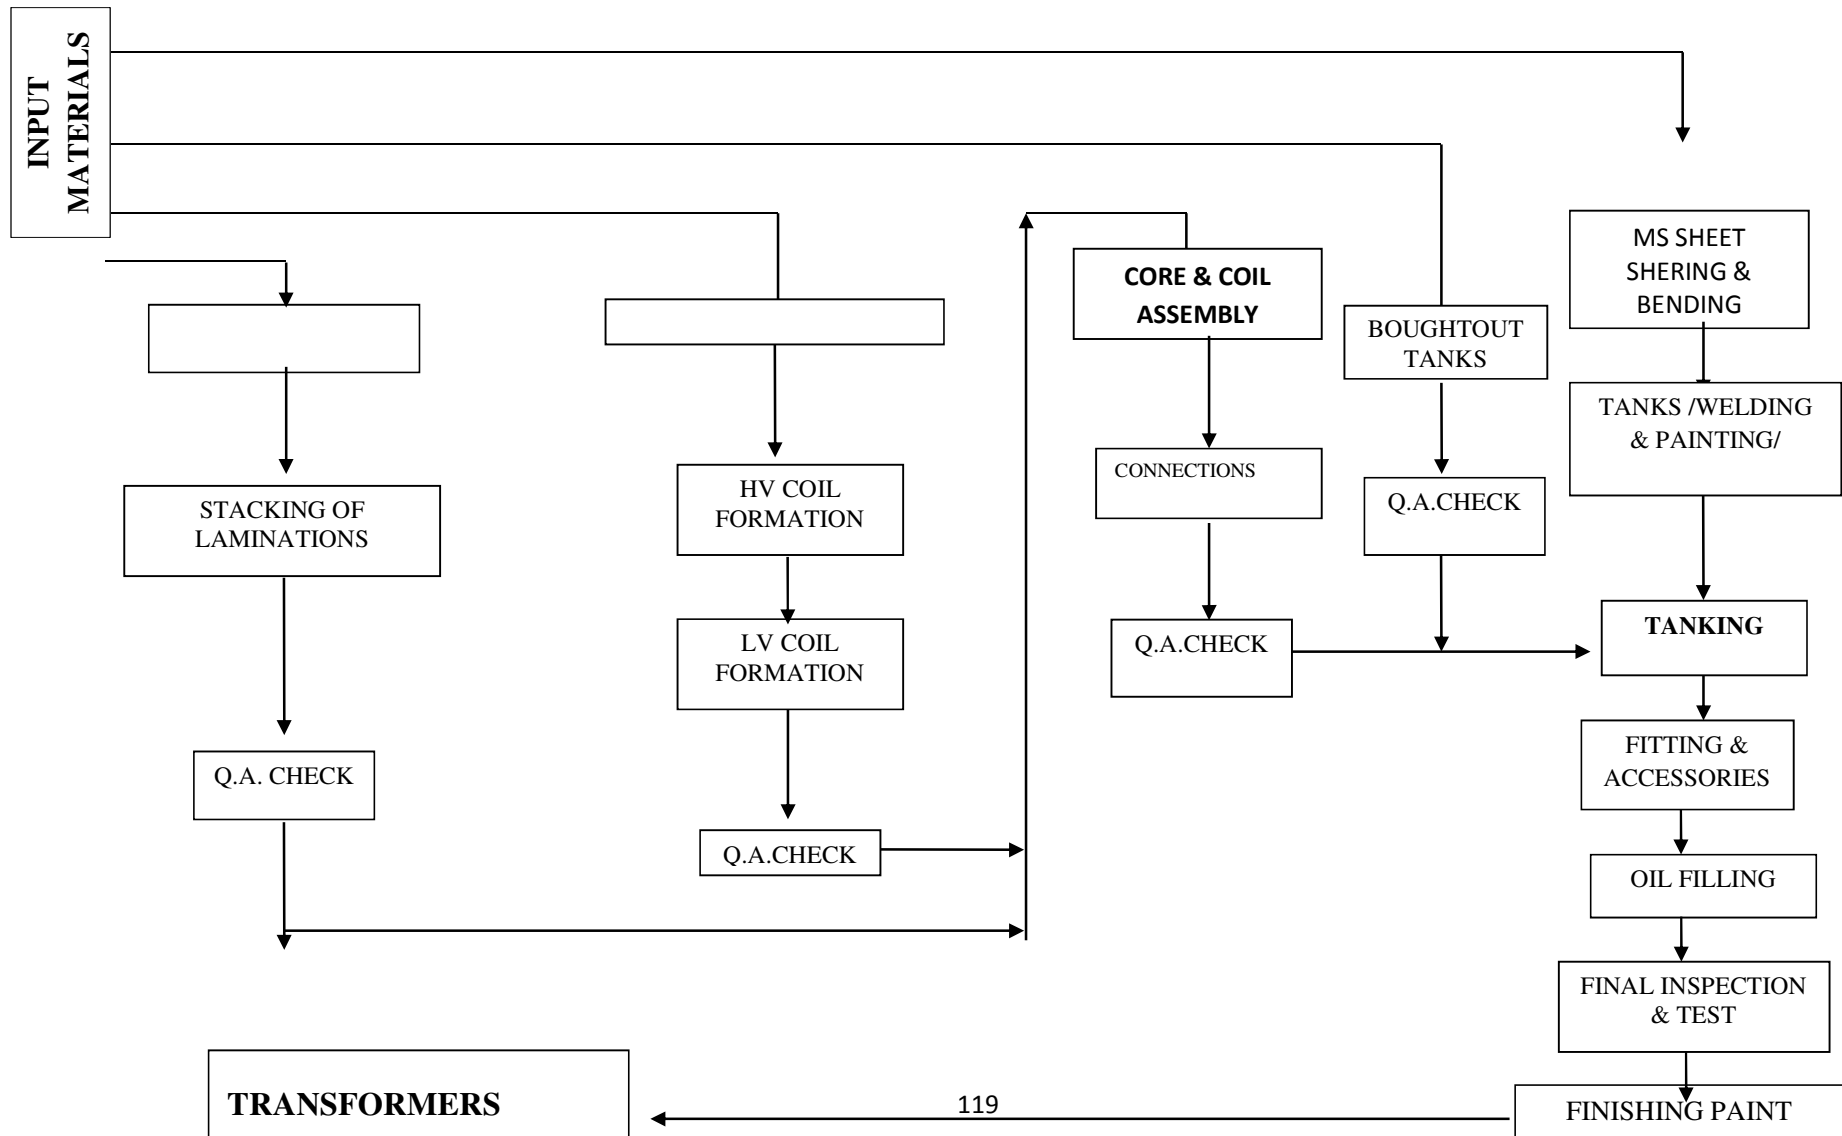 INPUT
MATERIALS
MS SHEET
SHERING &
BENDING
CORE & COIL
ASSEMBLY
BOUGHTOUT
TANKS
TANKS /WELDING
& PAINTING/
CONNECTIONS
HV COIL
FORMATION
STACKING OF
LAMINATIONS
Q.A.CHECK
LV COIL
FORMATION
Q.A.CHECK
TANKING
Q.A. CHECK
FITTING &
ACCESSORIES
Q.A.CHECK
OIL FILLING
FINAL INSPECTION
& TEST
TRANSFORMERS
119
FINISHING PAINT